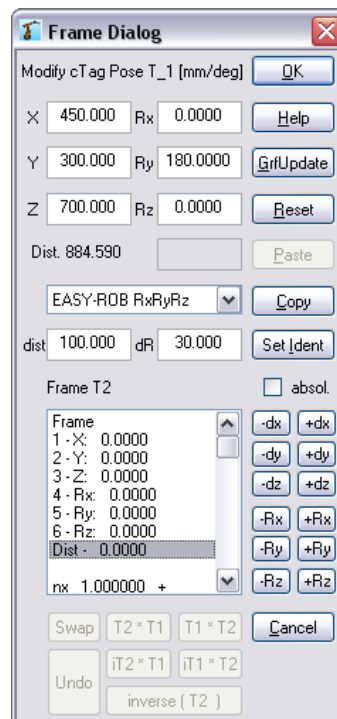 Frame Dialog
Modify cTag Pose T_1 [mm/deg] OK
X 450.000 Rx 0.0000 Help
Y 300.000 Ry 180.0000 GrfUpdate
Z 700.000 Rz 0.0000 Reset
Dist. 884.590 Paste
EASY-ROB RxRyRz Copy
dist 100.000 dR 30.000 Set Ident
Frame T2 absol.
Frame
1 - X: 0.0000 -dx +dx
2 - Y: 0.0000 -dy +dy
3 - Z: 0.0000 -dz +dz
4 - Rx: 0.0000
5 - Ry: 0.0000 -Rx +Rx
6 - Rz: 0.0000 -Ry +Ry
Dist - 0.0000
nx 1.000000 + -Rz +Rz
Swap T2 * T1 T1 * T2 Cancel
Undo iT2 * T1 iT1 * T2
inverse ( T2 )